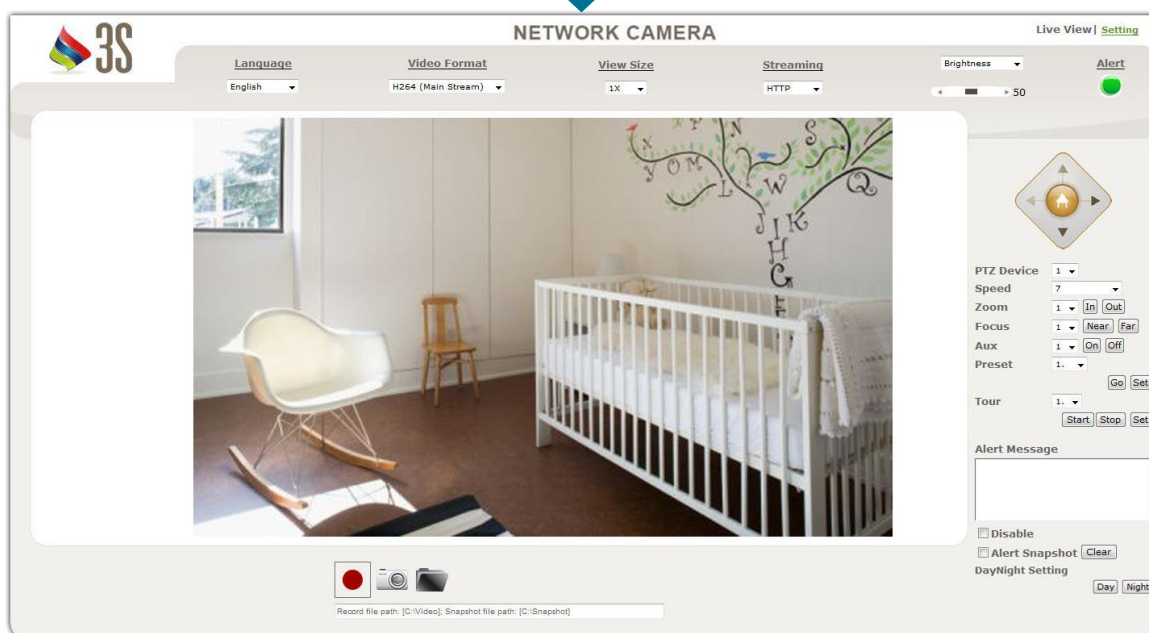 3S
NETWORK CAMERA
Live View| Setting
Language
Video Format
View Size
Streaming
Brightness
Alert
English
H264 (Main Stream)
1X
HTTP
50
X P N S
Y O M L W Q
J I K
H
G F
PTZ Device 1
Speed 7
Zoom 1 In Out
Focus 1 Near Far
Aux 1 On Off
Preset 1.
Go Set
Tour 1.
Start Stop Set
Alert Message
Disable
Alert Snapshot Clear
DayNight Setting
Day Night
Record file path: [C:\Video]; Snapshot file path: [C:\Snapshot]